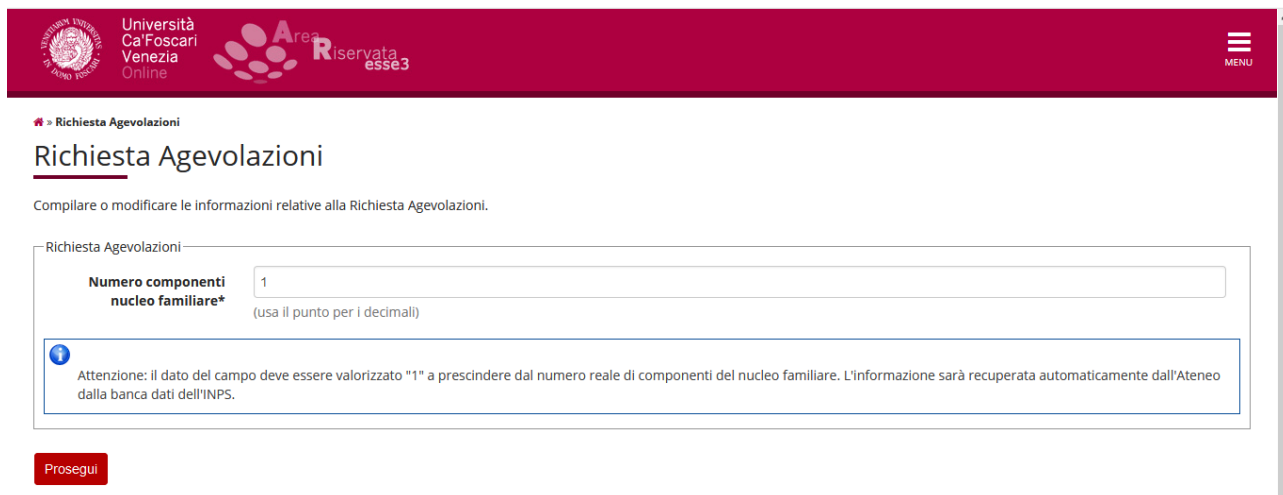 Università
Ca'Foscari
Venezia
Online
Area
Riservata
esse3
MENU
» Richiesta Agevolazioni
Richiesta Agevolazioni
Compilare o modificare le informazioni relative alla Richiesta Agevolazioni.
Richiesta Agevolazioni
Numero componenti
nucleo familiare*
1
(usa il punto per i decimali)
Attenzione: il dato del campo deve essere valorizzato "1" a prescindere dal numero reale di componenti del nucleo familiare. L'informazione sarà recuperata automaticamente dall'Ateneo
dalla banca dati dell'INPS.
Prosegui